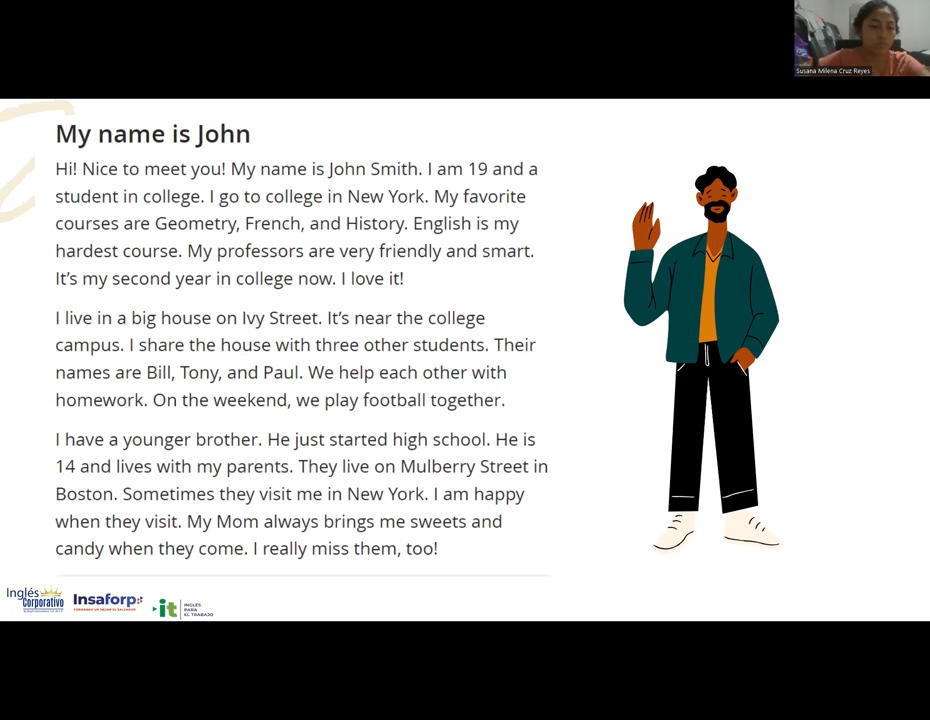 Susana Milena Cruz Reyes
My name is John
Hi! Nice to meet you! My name is John Smith. I am 19 and a
student in college. I go to college in New York. My favorite
courses are Geometry, French, and History. English is my
hardest course. My professors are very friendly and smart.
It’s my second year in college now. I love it!
I live in a big house on Ivy Street. It’s near the college
campus. I share the house with three other students. Their
names are Bill, Tony, and Paul. We help each other with
homework. On the weekend, we play football together.
I have a younger brother. He just started high school. He is
14 and lives with my parents. They live on Mulberry Street in
Boston. Sometimes they visit me in New York. I am happy
when they visit. My Mom always brings me sweets and
candy when they come. I really miss them, too!
Inglés
Corporativo
Insaforp
it
INGLÉS
PARA
EL TRABAJO